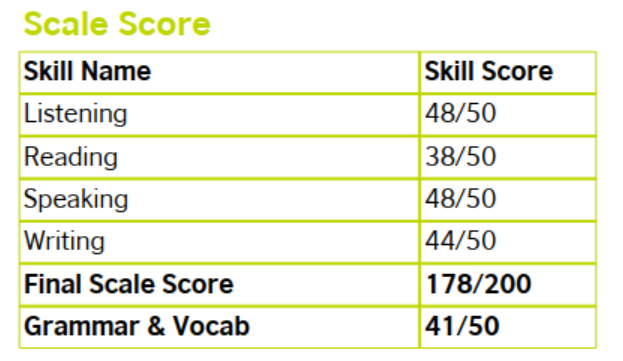 Scale Score
Skill Name Skill Score
Listening 48/50
Reading 38/50
Speaking 48/50
Writing 44/50
Final Scale Score 178/200
Grammar & Vocab 41/50